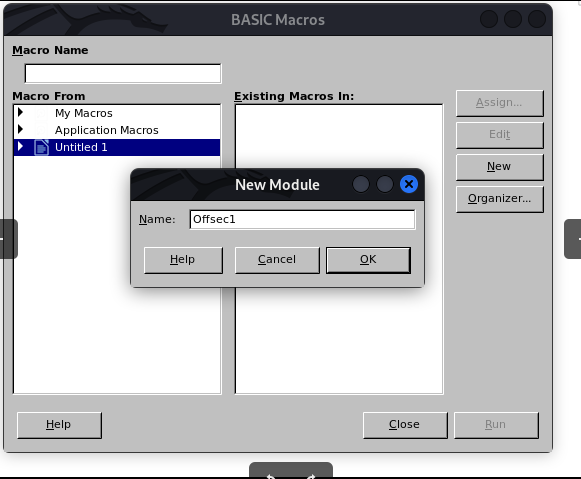 BASIC Macros
Macro Name
Macro From
Existing Macros In:
My Macros
Application Macros
Untitled 1
Assign...
Edit
New
Organizer...
New Module
Name:
Offsec1
Help
Cancel
OK
Help
Close
Run